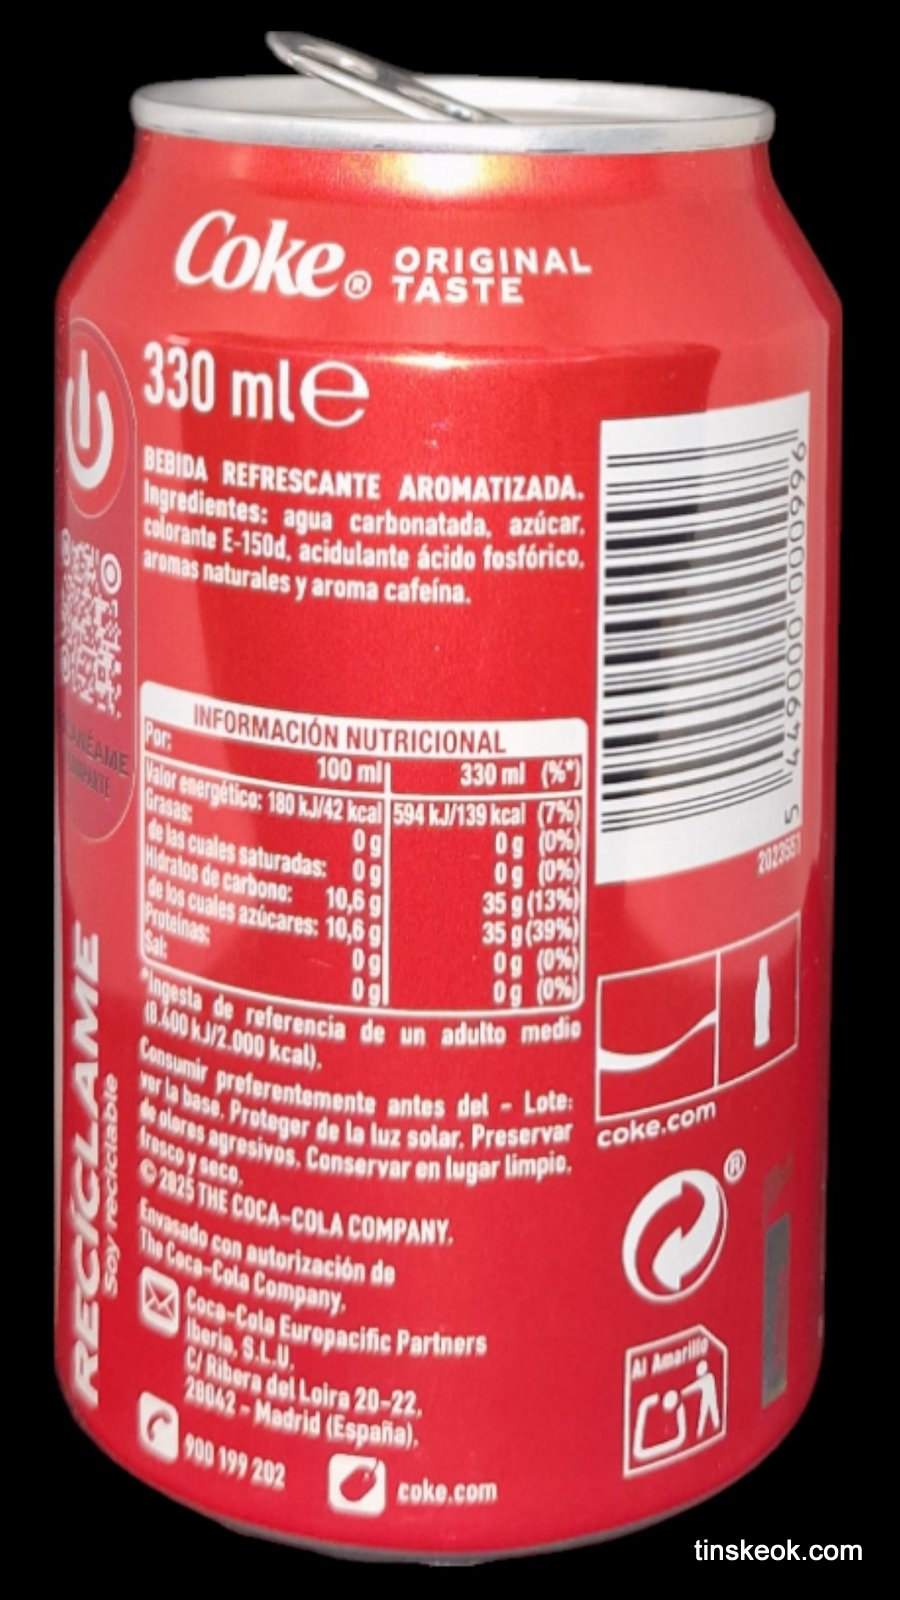 Coke® ORIGINAL
TASTE
330 ml e
BEBIDA REFRESCANTE AROMATIZADA.
Ingredientes: agua carbonatada, azúcar,
colorante E-150d, acidulante ácido fosfórico,
aromas naturales y aroma cafeína.
INFORMACIÓN NUTRICIONAL
Por: 100 ml 330 ml (%*)
Valor energético: 180 kJ/42 kcal 594 kJ/139 kcal (7%)
Grasas: 0 g 0 g (0%)
de las cuales saturadas: 0 g 0 g (0%)
Hidratos de carbono: 10,6 g 35 g (13%)
de los cuales azúcares: 10,6 g 35 g (39%)
Proteínas: 0 g 0 g (0%)
Sal: 0 g 0 g (0%)
*Ingesta de referencia de un adulto medio
(8.400 kJ/2.000 kcal).
Consumir preferentemente antes del - Lote:
ver la base. Proteger de la luz solar. Preservar
de olores agresivos. Conservar en lugar limpio,
fresco y seco.
© 2025 THE COCA-COLA COMPANY.
Envasado con autorización de
The Coca-Cola Company.
Coca-Cola Europacific Partners
Iberia, S.L.U.
C/ Ribera del Loira 20-22,
28042 - Madrid (España).
900 199 202
coke.com
RECÍCLAME
Soy reciclable
5 449000 000996
coke.com
®
Al Amarillo
tinskeok.com